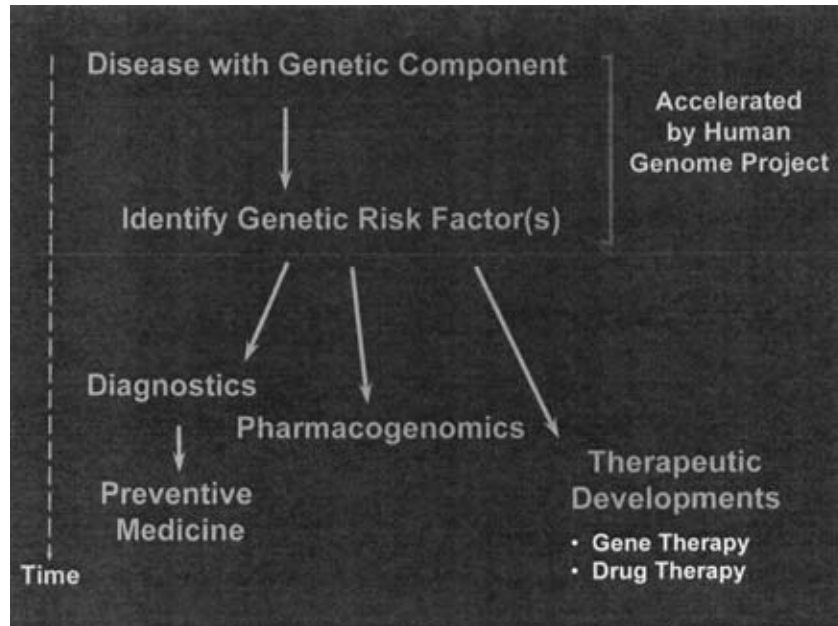 Disease with Genetic Component
Accelerated
by Human
Genome Project
Identify Genetic Risk Factor(s)
Diagnostics
Pharmacogenomics
Preventive
Medicine
Therapeutic
Developments
• Gene Therapy
• Drug Therapy
Time